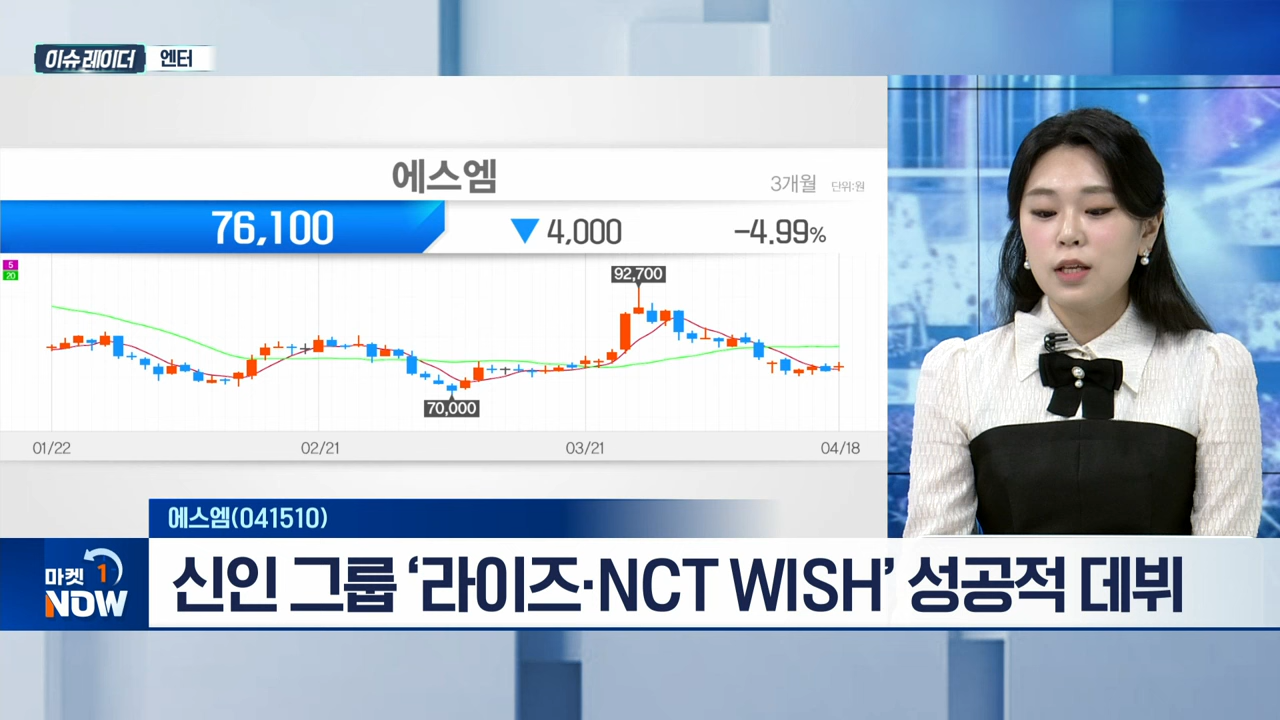 이슈레이더 엔터
에스엠
3개월 단위:원
76,100 ▼ 4,000 -4.99%
5
20
92,700
70,000
01/22 02/21 03/21 04/18
에스엠(041510)
마켓 1
NOW
신인 그룹 ‘라이즈·NCT WISH’ 성공적 데뷔